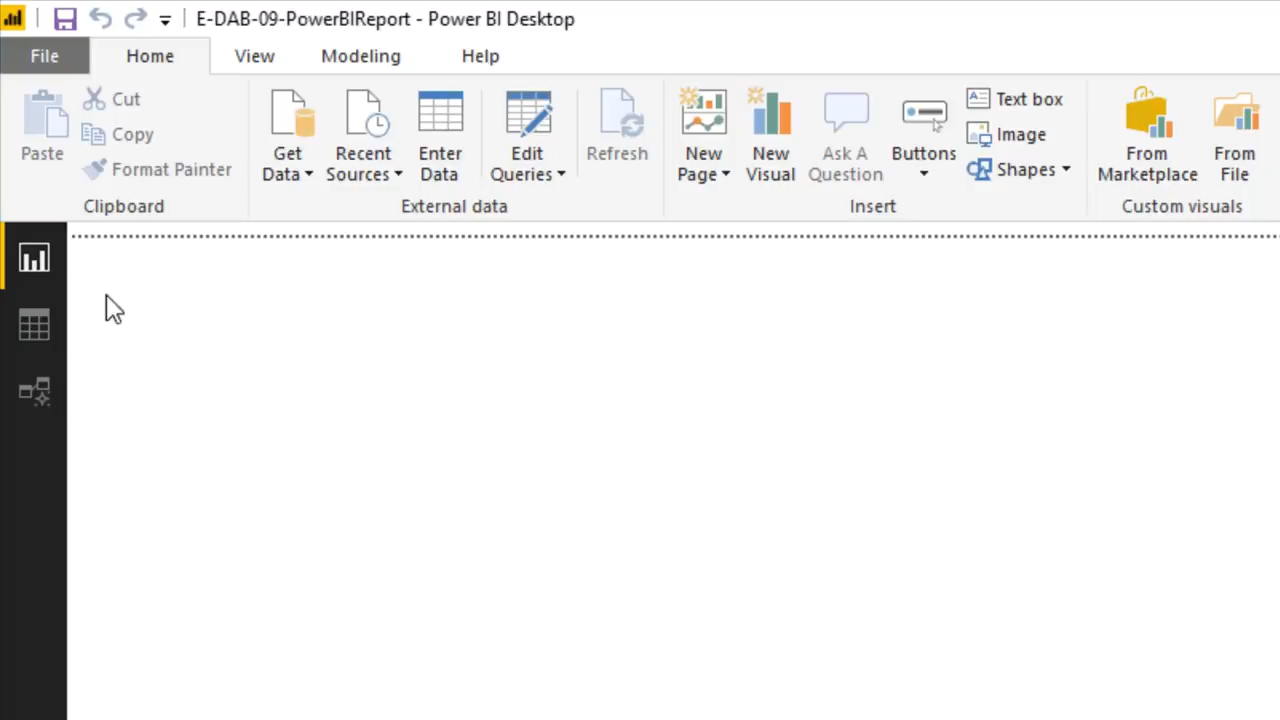 E-DAB-09-PowerBIReport - Power BI Desktop
File Home View Modeling Help
Paste
Cut
Copy
Format Painter
Clipboard
Get
Data
Recent
Sources
Enter
Data
Edit
Queries
Refresh
External data
New
Page
New
Visual
Ask A
Question
Buttons
Text box
Image
Shapes
Insert
From
Marketplace
From
File
Custom visuals